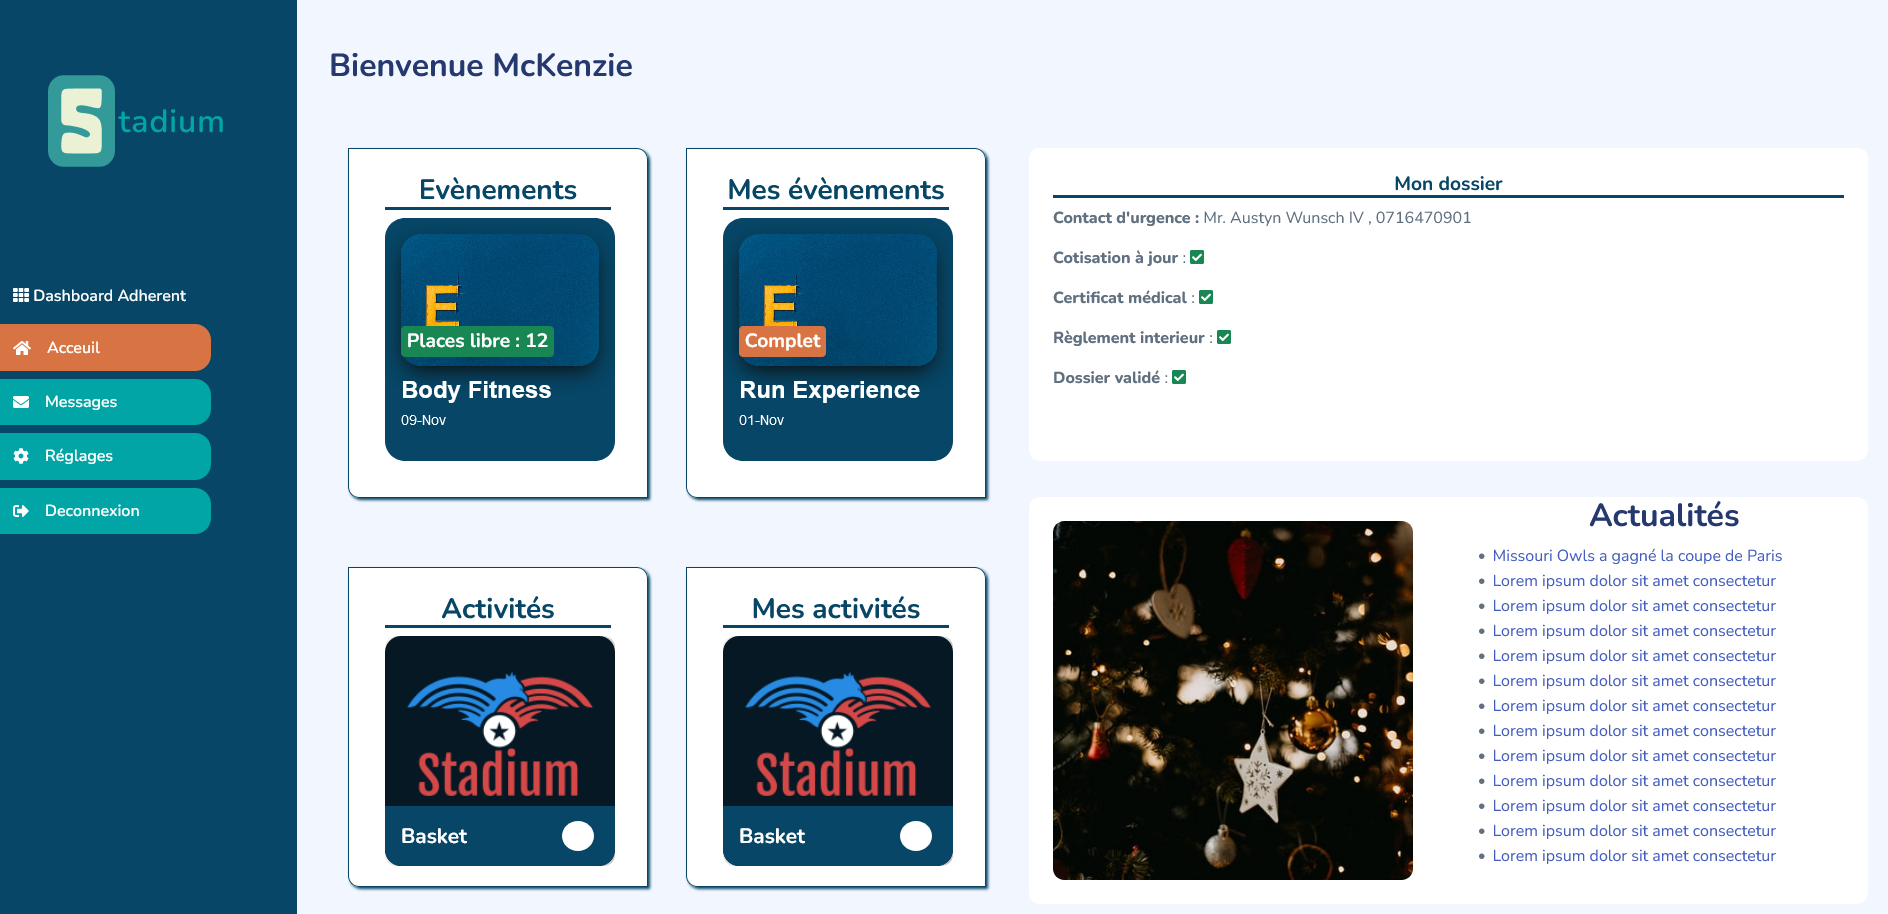 Stadium
Dashboard Adherent
Acceuil
Messages
Réglages
Deconnexion
Bienvenue McKenzie
Evènements
E
Places libre : 12
Body Fitness
09-Nov
Mes évènements
E
Complet
Run Experience
01-Nov
Activités
Stadium
Basket
Mes activités
Stadium
Basket
Mon dossier
Contact d'urgence : Mr. Austyn Wunsch IV , 0716470901
Cotisation à jour :
Certificat médical :
Règlement interieur :
Dossier validé :
Actualités
• Missouri Owls a gagné la coupe de Paris
• Lorem ipsum dolor sit amet consectetur
• Lorem ipsum dolor sit amet consectetur
• Lorem ipsum dolor sit amet consectetur
• Lorem ipsum dolor sit amet consectetur
• Lorem ipsum dolor sit amet consectetur
• Lorem ipsum dolor sit amet consectetur
• Lorem ipsum dolor sit amet consectetur
• Lorem ipsum dolor sit amet consectetur
• Lorem ipsum dolor sit amet consectetur
• Lorem ipsum dolor sit amet consectetur
• Lorem ipsum dolor sit amet consectetur
• Lorem ipsum dolor sit amet consectetur